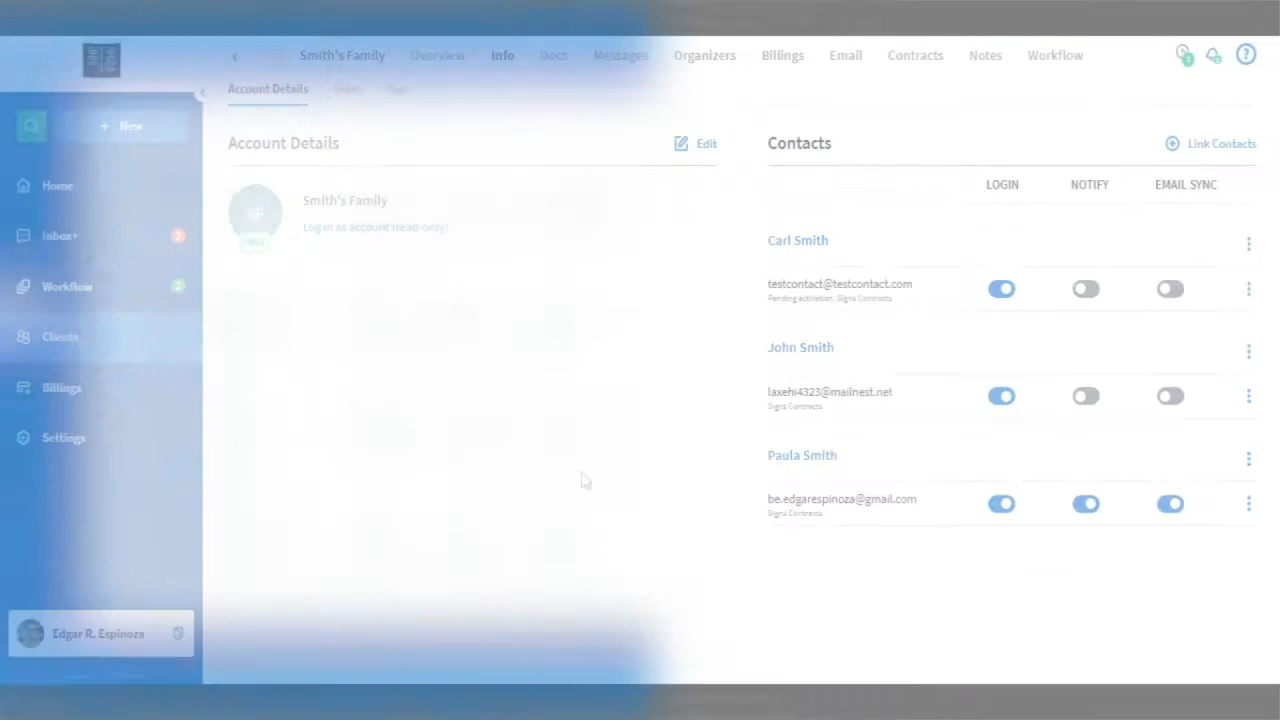 Smith's Family Overview Info Docs Messages Organizers Billings Email Contracts Notes Workflow
Account Details
+ New
Account Details
Edit
Contacts
Link Contacts
LOGIN NOTIFY EMAIL SYNC
Home
Smith's Family
Log in as account (read-only)
Inbox+ 2
Carl Smith
Workflow 2
testcontact@testcontact.com
Pending activation, Signs Contracts
Clients
John Smith
Billings
laxehi4323@mailnest.net
Signs Contracts
Settings
Paula Smith
be.edgarespinoza@gmail.com
Signs Contracts
Edgar R. Espinoza